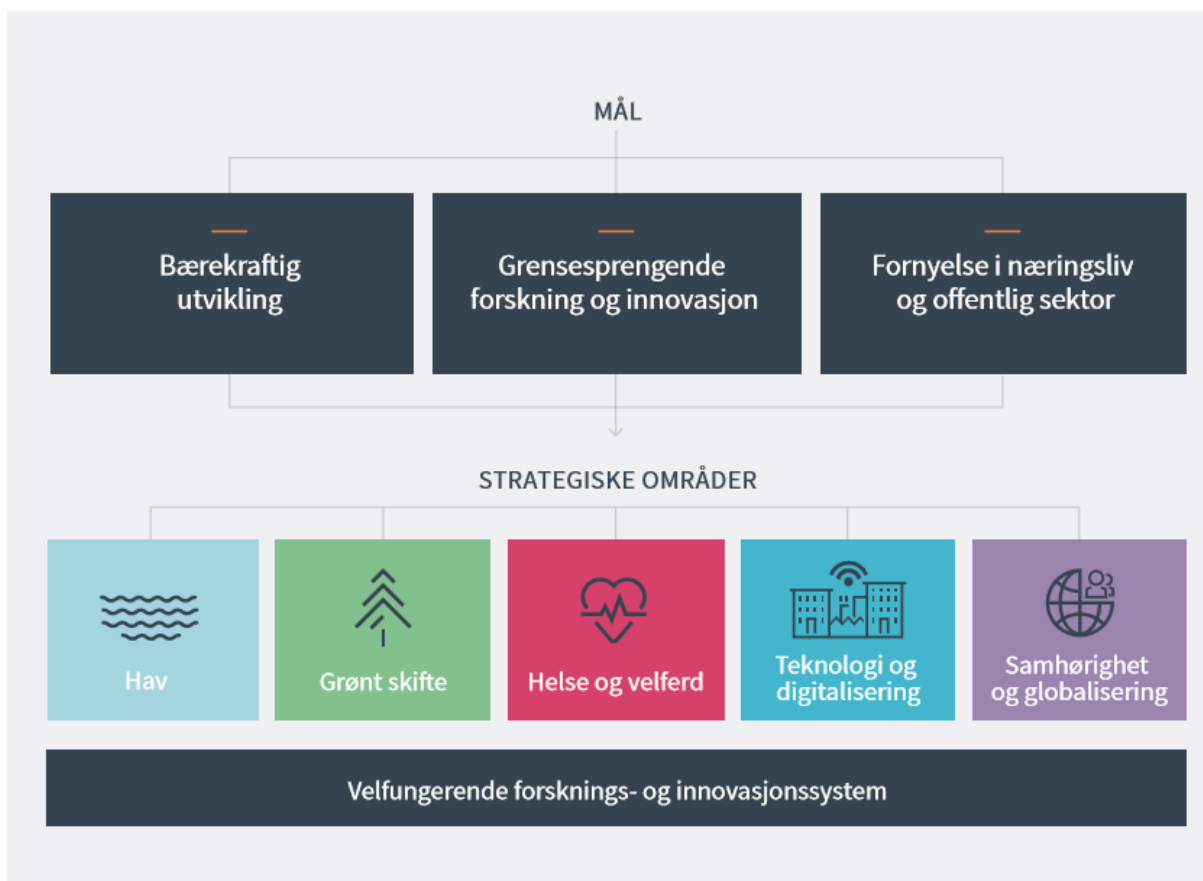 MÅL
Bærekraftig
utvikling
Grensesprengende
forskning og innovasjon
Fornyelse i næringsliv
og offentlig sektor
STRATEGISKE OMRÅDER
Hav
Grønt skifte
Helse og velferd
Teknologi og
digitalisering
Samhørighet
og globalisering
Velfungerende forsknings- og innovasjonssystem